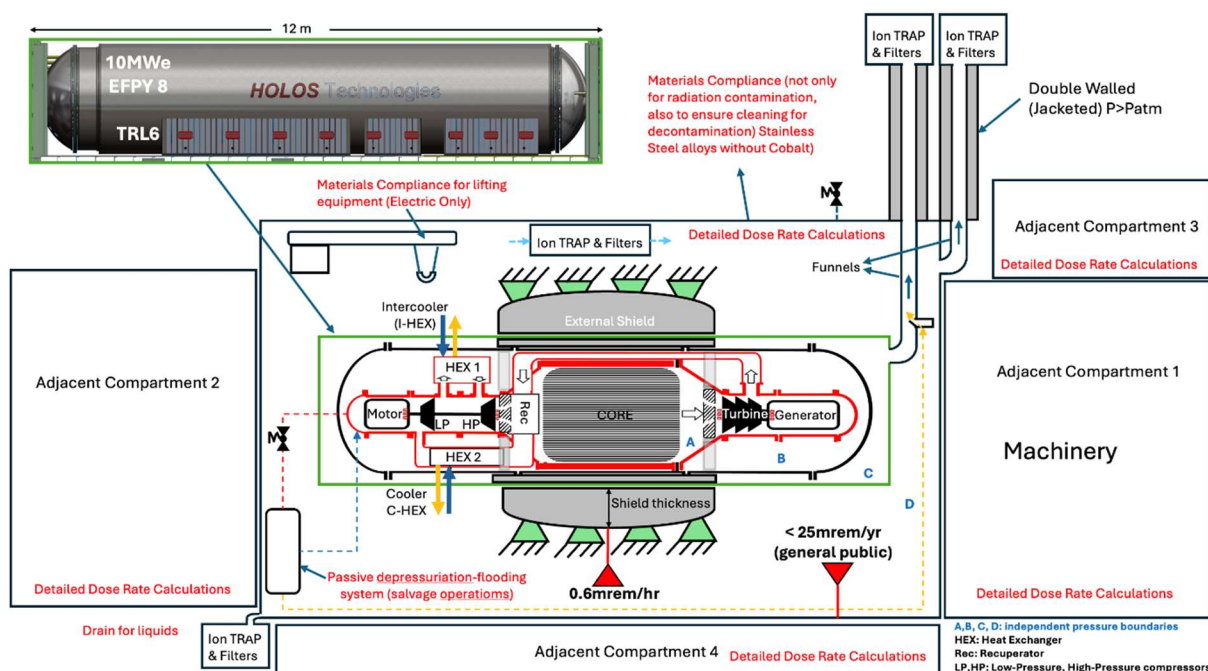 12 m
10MWe
EFPY 8
HOLOS Technologies
TRL6
Ion TRAP
& Filters
Ion TRAP
& Filters
Materials Compliance (not only
for radiation contamination,
also to ensure cleaning for
decontamination) Stainless
Steel alloys without Cobalt)
Double Walled
(Jacketed) P>Patm
Materials Compliance for lifting
equipment (Electric Only)
M
Detailed Dose Rate Calculations
Adjacent Compartment 3
Detailed Dose Rate Calculations
Ion TRAP & Filters
Funnels
Intercooler
(I-HEX)
External Shield
HEX 1
Adjacent Compartment 2
Adjacent Compartment 1
Machinery
Motor
LP
HP
Rec
CORE
A
Turbine
Generator
B
C
D
HEX 2
M
Cooler
C-HEX
Shield thickness
< 25mrem/yr
(general public)
Passive depressuriation-flooding
system (salvage operatioms)
0.6mrem/hr
Detailed Dose Rate Calculations
Detailed Dose Rate Calculations
Drain for liquids
Ion TRAP
& Filters
Adjacent Compartment 4
Detailed Dose Rate Calculations
A,B, C, D: independent pressure boundaries
HEX: Heat Exchanger
Rec: Recuperator
LP,HP: Low-Pressure, High-Pressure compressors